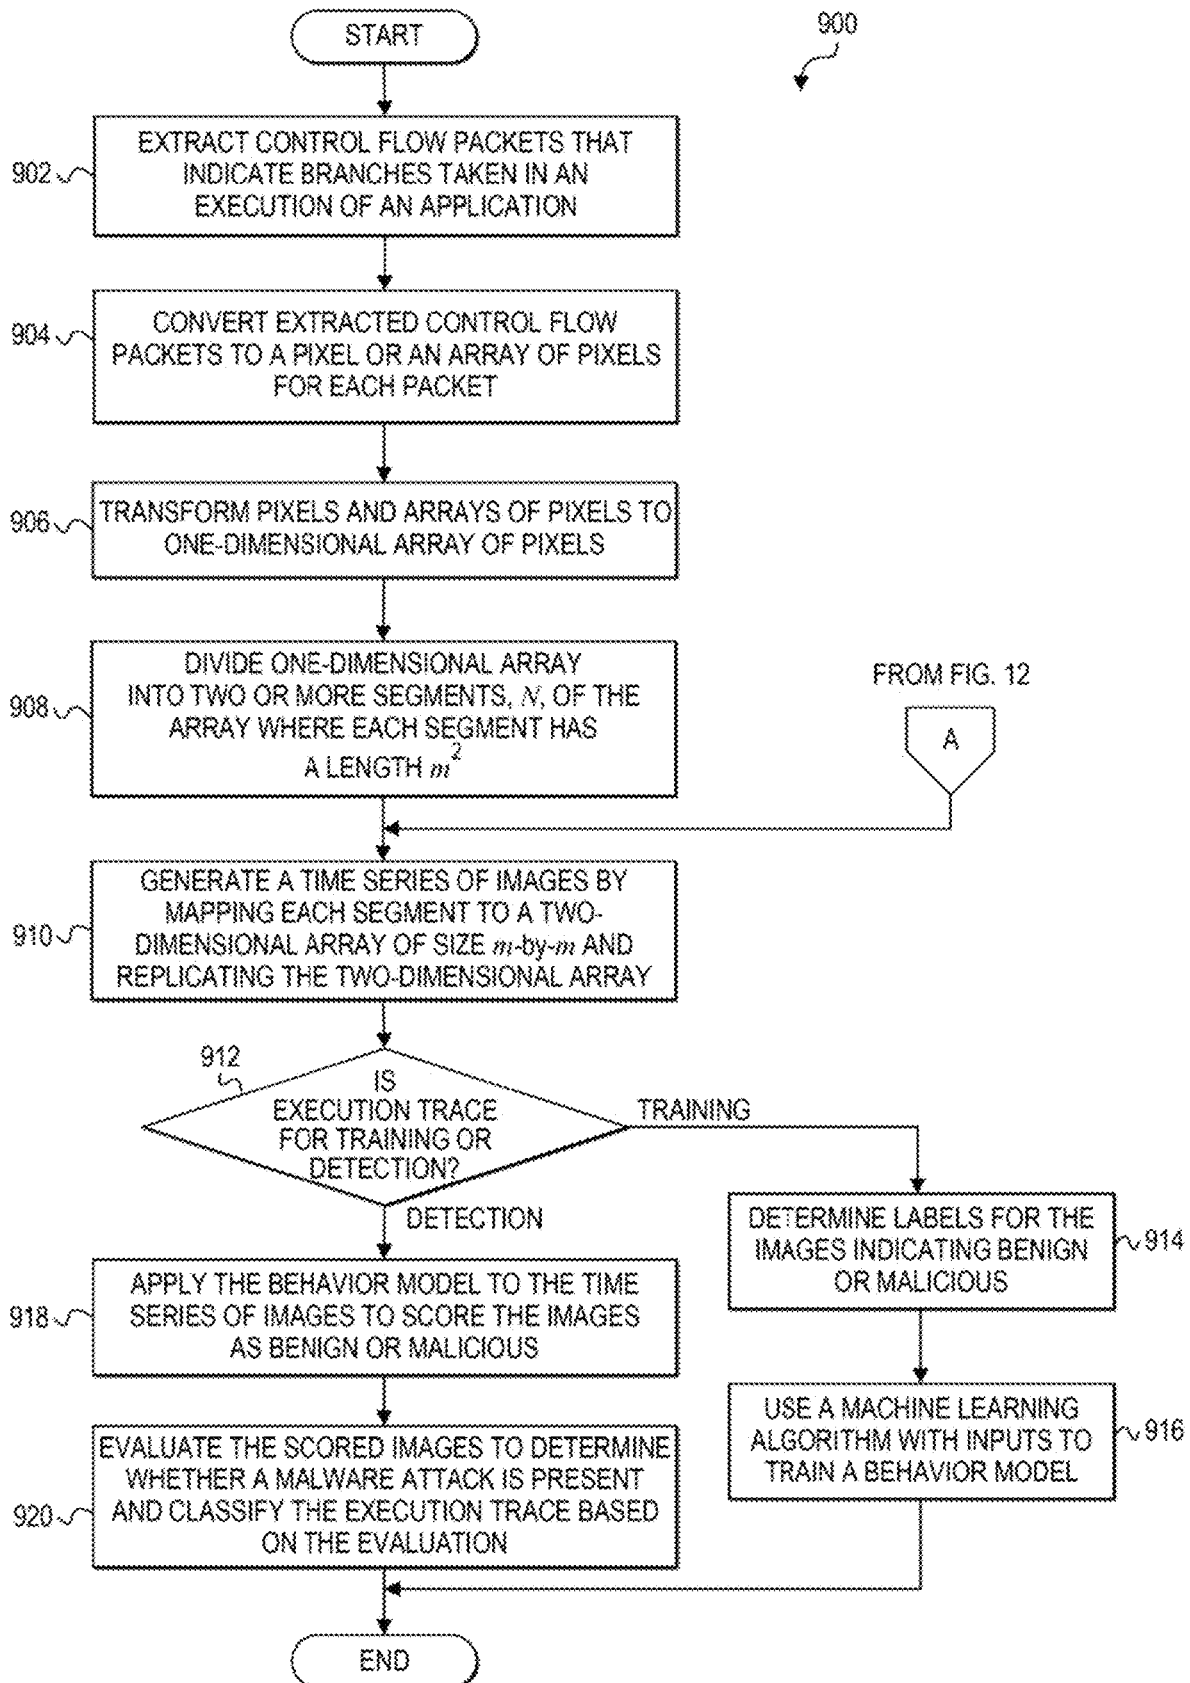 START
900
902
EXTRACT CONTROL FLOW PACKETS THAT
INDICATE BRANCHES TAKEN IN AN
EXECUTION OF AN APPLICATION
904
CONVERT EXTRACTED CONTROL FLOW
PACKETS TO A PIXEL OR AN ARRAY OF PIXELS
FOR EACH PACKET
906
TRANSFORM PIXELS AND ARRAYS OF PIXELS TO
ONE-DIMENSIONAL ARRAY OF PIXELS
908
DIVIDE ONE-DIMENSIONAL ARRAY
INTO TWO OR MORE SEGMENTS, N, OF THE
ARRAY WHERE EACH SEGMENT HAS
A LENGTH m²
FROM FIG. 12
A
910
GENERATE A TIME SERIES OF IMAGES BY
MAPPING EACH SEGMENT TO A TWO-
DIMENSIONAL ARRAY OF SIZE m-by-m AND
REPLICATING THE TWO-DIMENSIONAL ARRAY
912
IS
EXECUTION TRACE
FOR TRAINING OR
DETECTION?
TRAINING
DETECTION
DETERMINE LABELS FOR THE
IMAGES INDICATING BENIGN
OR MALICIOUS
914
918
APPLY THE BEHAVIOR MODEL TO THE TIME
SERIES OF IMAGES TO SCORE THE IMAGES
AS BENIGN OR MALICIOUS
USE A MACHINE LEARNING
ALGORITHM WITH INPUTS TO
TRAIN A BEHAVIOR MODEL
916
920
EVALUATE THE SCORED IMAGES TO DETERMINE
WHETHER A MALWARE ATTACK IS PRESENT
AND CLASSIFY THE EXECUTION TRACE BASED
ON THE EVALUATION
END